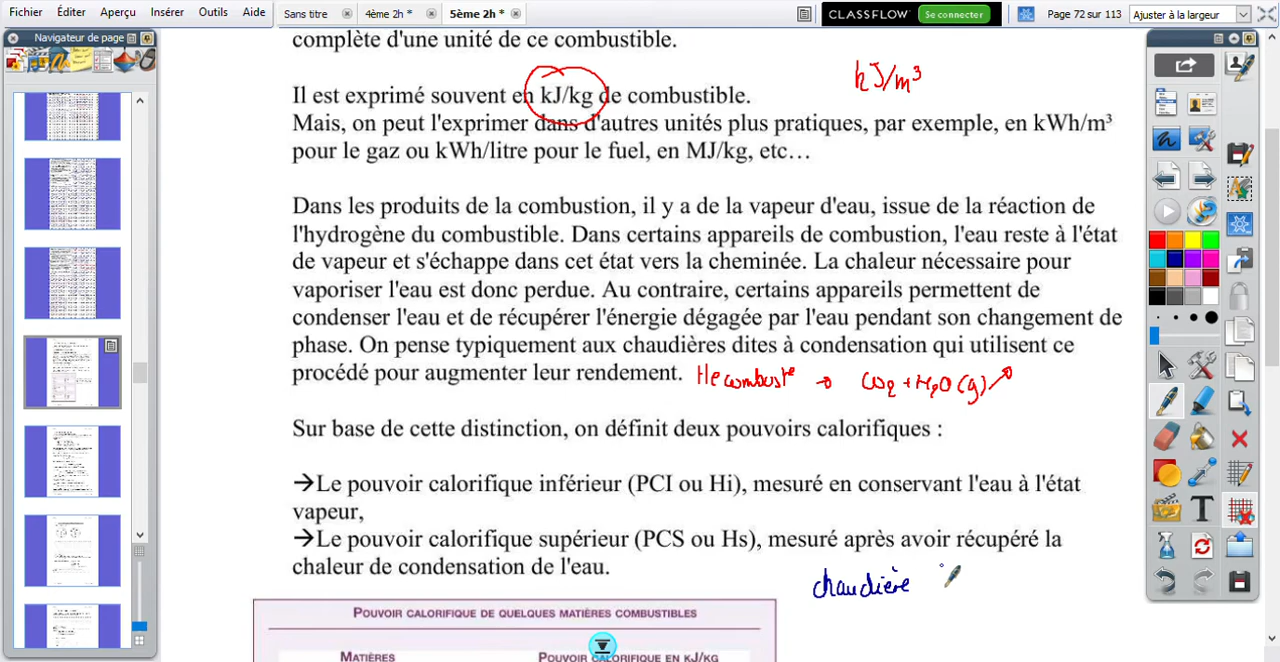 Fichier Éditer Aperçu Insérer Outils Aide Sans titre 4ème 2h * 5ème 2h * CLASSFLOW Se connecter Page 72 sur 113 Ajuster à la largeur
Navigateur de page
complète d'une unité de ce combustible.
kJ/m³
Il est exprimé souvent en kJ/kg de combustible.
Mais, on peut l'exprimer dans d'autres unités plus pratiques, par exemple, en kWh/m³
pour le gaz ou kWh/litre pour le fuel, en MJ/kg, etc…
Dans les produits de la combustion, il y a de la vapeur d'eau, issue de la réaction de
l'hydrogène du combustible. Dans certains appareils de combustion, l'eau reste à l'état
de vapeur et s'échappe dans cet état vers la cheminée. La chaleur nécessaire pour
vaporiser l'eau est donc perdue. Au contraire, certains appareils permettent de
condenser l'eau et de récupérer l'énergie dégagée par l'eau pendant son changement de
phase. On pense typiquement aux chaudières dites à condensation qui utilisent ce
procédé pour augmenter leur rendement.
→ CO₂ + H₂O (g) ↗
Sur base de cette distinction, on définit deux pouvoirs calorifiques :
→Le pouvoir calorifique inférieur (PCI ou Hi), mesuré en conservant l'eau à l'état
vapeur,
→Le pouvoir calorifique supérieur (PCS ou Hs), mesuré après avoir récupéré la
chaleur de condensation de l'eau.
chaudière
POUVOIR CALORIFIQUE DE QUELQUES MATIÈRES COMBUSTIBLES
MATIÈRES POUVOIR CALORIFIQUE EN KJ/KG